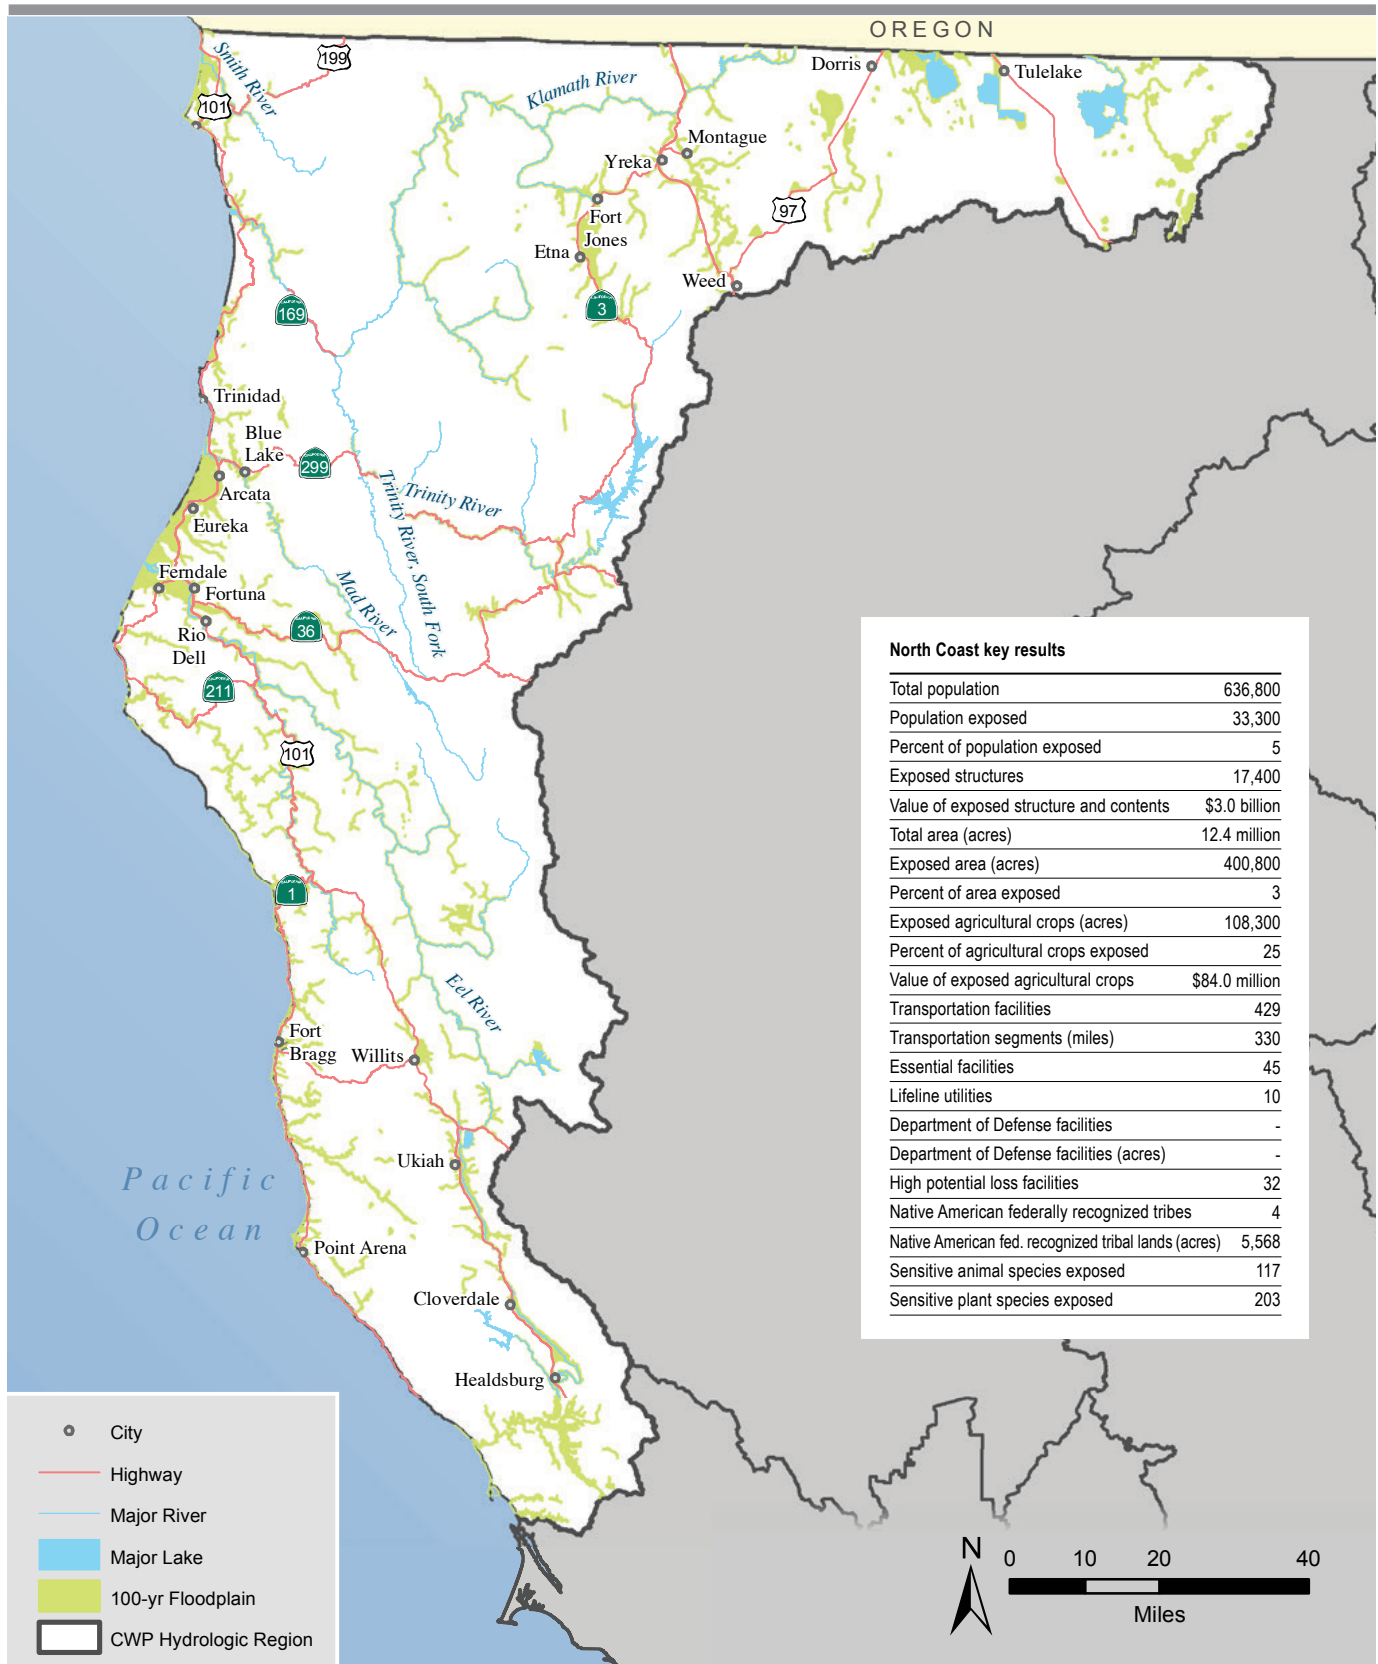 OREGON
199
Smith River
101
Klamath River
Dorris
Tulelake
Montague
Yreka
97
Fort
Jones
Etna
Weed
CALIFORNIA
3
CALIFORNIA
169
Trinidad
Blue
Lake
CALIFORNIA
299
Arcata
Trinity River
Trinity River, South Fork
Eureka
Ferndale
Fortuna
Mad River
CALIFORNIA
36
Rio
Dell
CALIFORNIA
211
101
CALIFORNIA
1
Eel River
Fort
Bragg
Willits
Ukiah
Pacific
Ocean
Point Arena
Cloverdale
Healdsburg
North Coast key results
Total population 636,800
Population exposed 33,300
Percent of population exposed 5
Exposed structures 17,400
Value of exposed structure and contents $3.0 billion
Total area (acres) 12.4 million
Exposed area (acres) 400,800
Percent of area exposed 3
Exposed agricultural crops (acres) 108,300
Percent of agricultural crops exposed 25
Value of exposed agricultural crops $84.0 million
Transportation facilities 429
Transportation segments (miles) 330
Essential facilities 45
Lifeline utilities 10
Department of Defense facilities -
Department of Defense facilities (acres) -
High potential loss facilities 32
Native American federally recognized tribes 4
Native American fed. recognized tribal lands (acres) 5,568
Sensitive animal species exposed 117
Sensitive plant species exposed 203
City
Highway
Major River
Major Lake
100-yr Floodplain
CWP Hydrologic Region
N
0 10 20 40
Miles